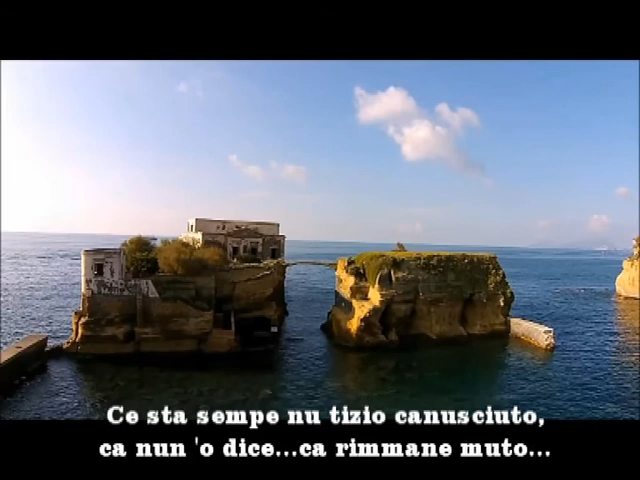 Ce sta sempe nu tizio canusciuto,
ca nun 'o dice...ca rimmane muto...